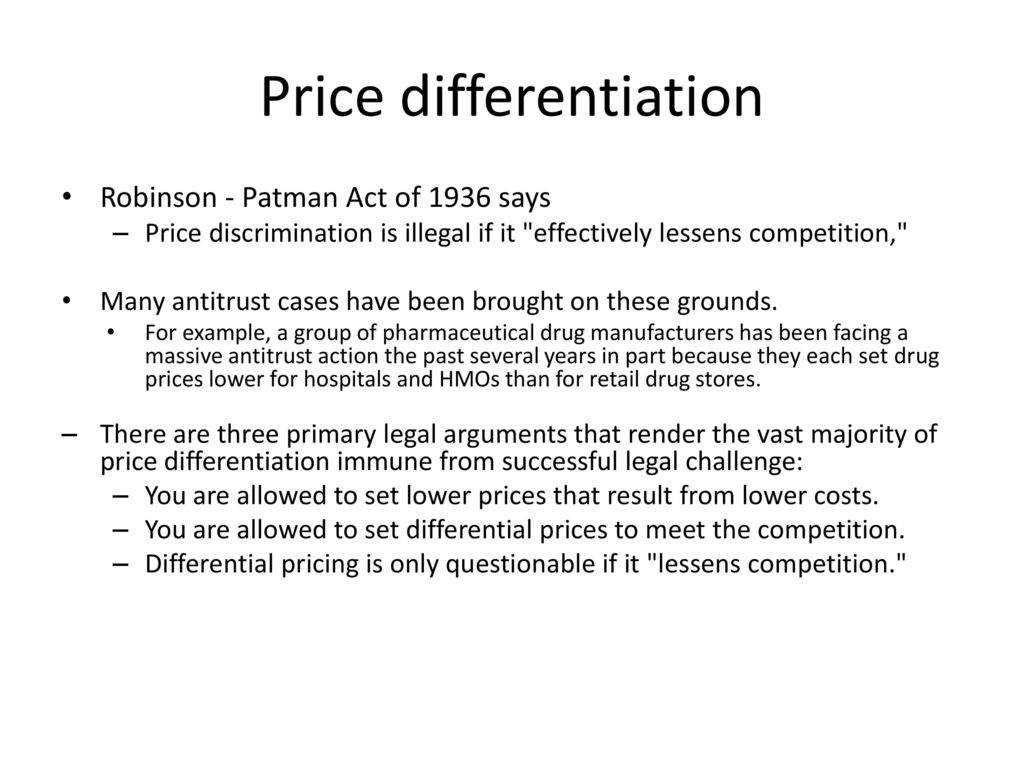 Price differentiation
• Robinson - Patman Act of 1936 says
– Price discrimination is illegal if it "effectively lessens competition,"
• Many antitrust cases have been brought on these grounds.
• For example, a group of pharmaceutical drug manufacturers has been facing a
massive antitrust action the past several years in part because they each set drug
prices lower for hospitals and HMOs than for retail drug stores.
– There are three primary legal arguments that render the vast majority of
price differentiation immune from successful legal challenge:
– You are allowed to set lower prices that result from lower costs.
– You are allowed to set differential prices to meet the competition.
– Differential pricing is only questionable if it "lessens competition."